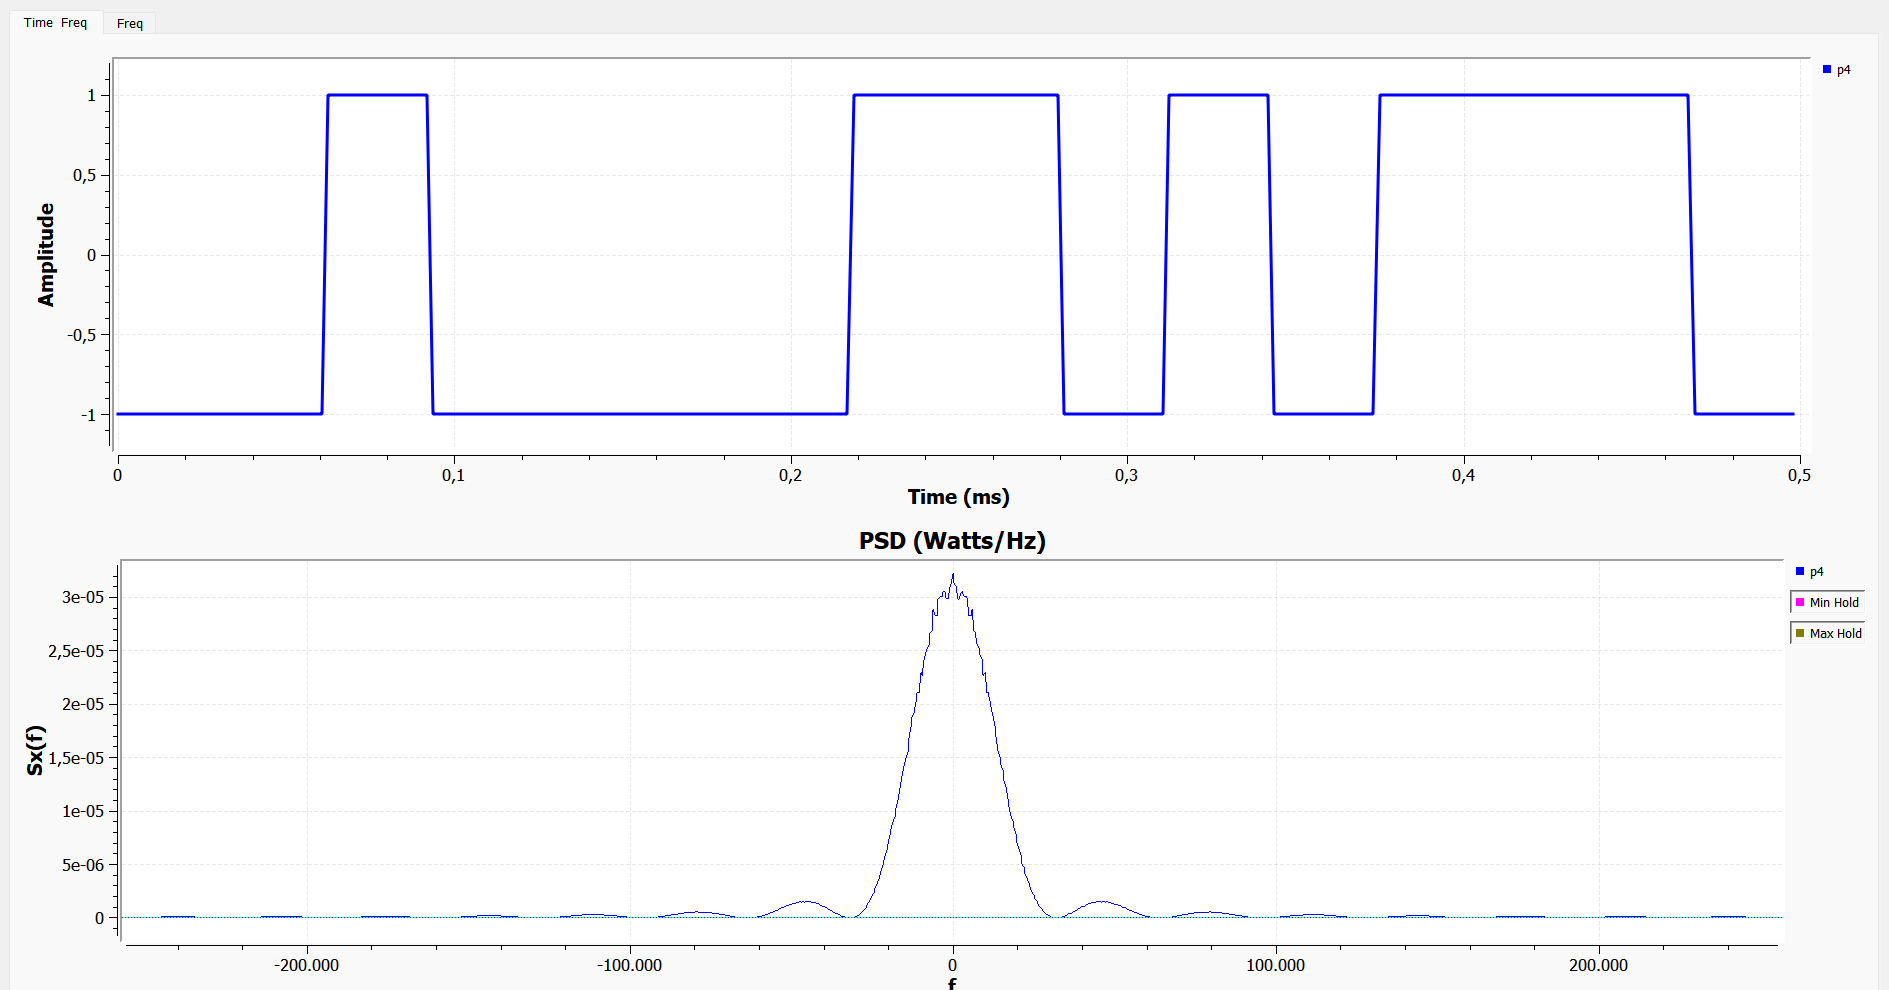 Time Freq
Freq
p4
1
0,5
0
-0,5
-1
Amplitude
0 0,1 0,2 0,3 0,4 0,5
Time (ms)
PSD (Watts/Hz)
p4
Min Hold
Max Hold
3e-05
2,5e-05
2e-05
1,5e-05
1e-05
5e-06
0
Sx(f)
-200.000 -100.000 0 100.000 200.000
f